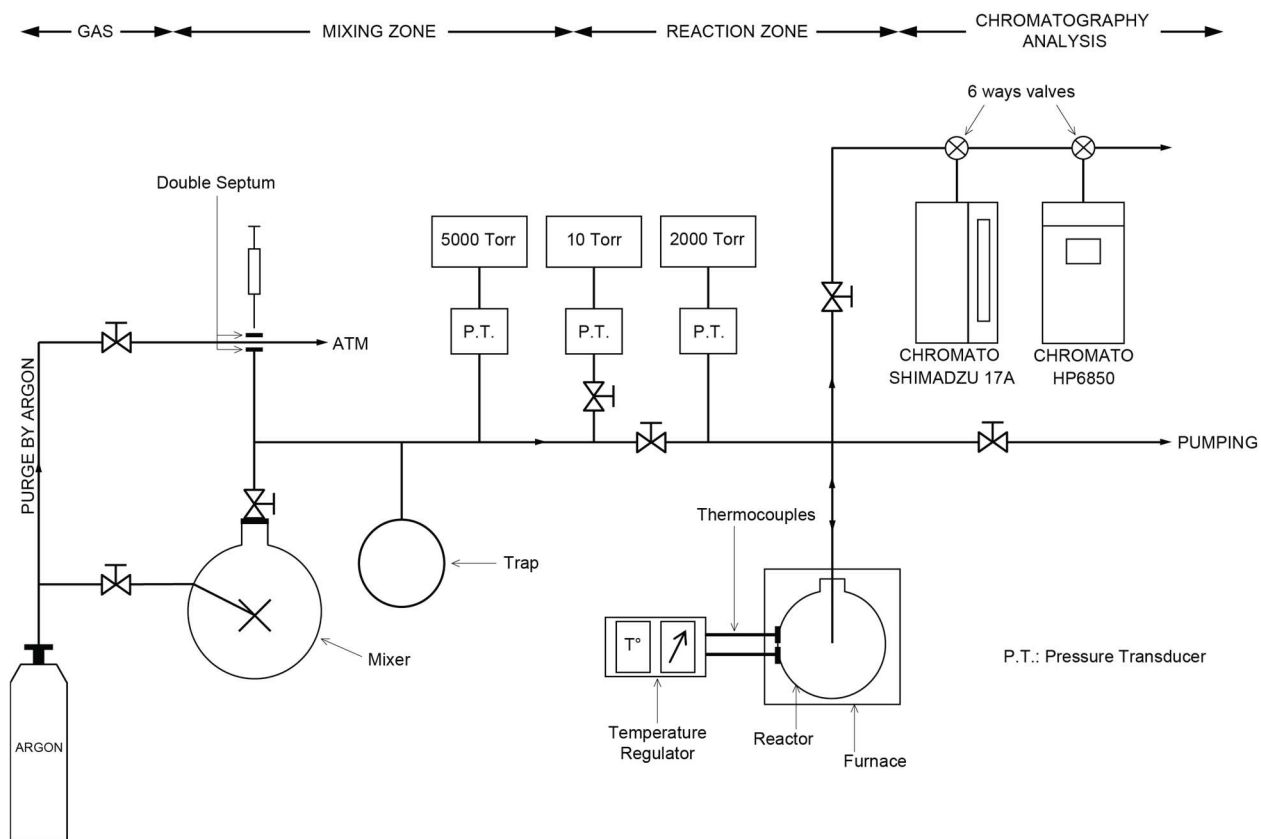 GAS
MIXING ZONE
REACTION ZONE
CHROMATOGRAPHY
ANALYSIS
6 ways valves
Double Septum
5000 Torr
10 Torr
2000 Torr
P.T.
P.T.
P.T.
ATM
CHROMATO
SHIMADZU 17A
CHROMATO
HP6850
PURGE BY ARGON
PUMPING
Thermocouples
Trap
T°
Mixer
P.T.: Pressure Transducer
Temperature
Regulator
Reactor
Furnace
ARGON